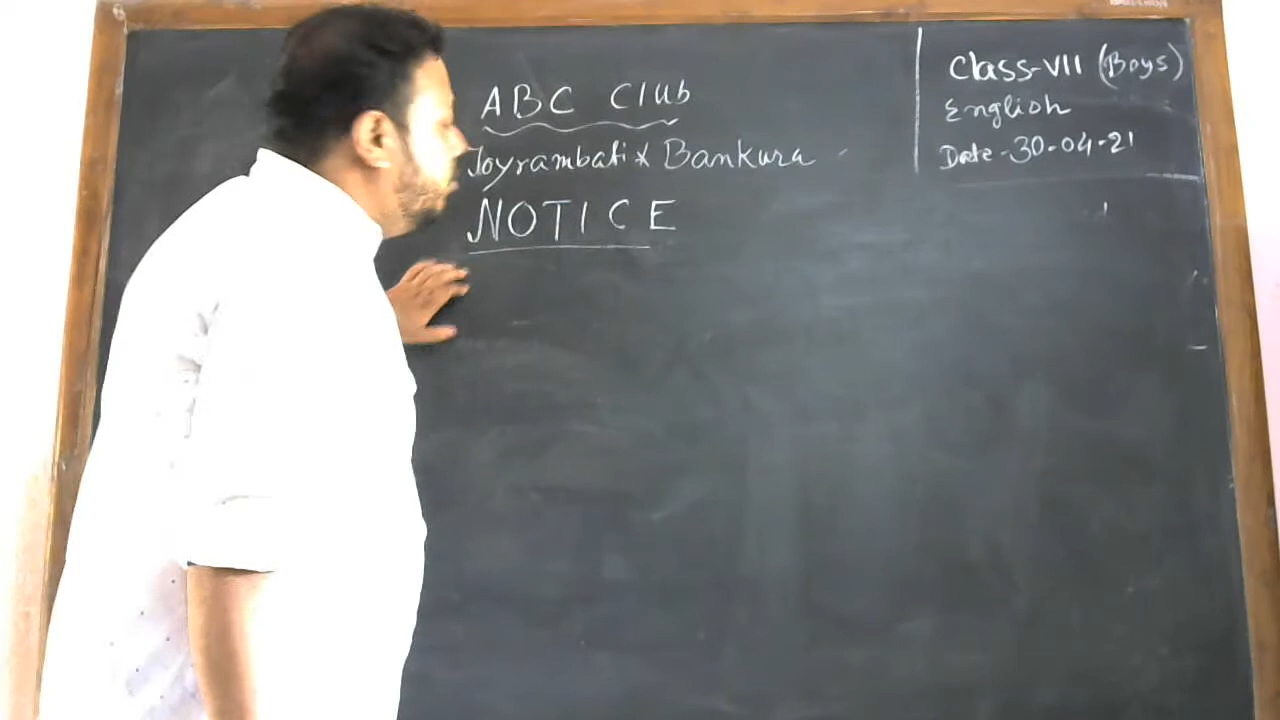 ABC Club
Joyrambati * Bankura
NOTICE
Class-VII (Boys)
English
Date-30-04-21